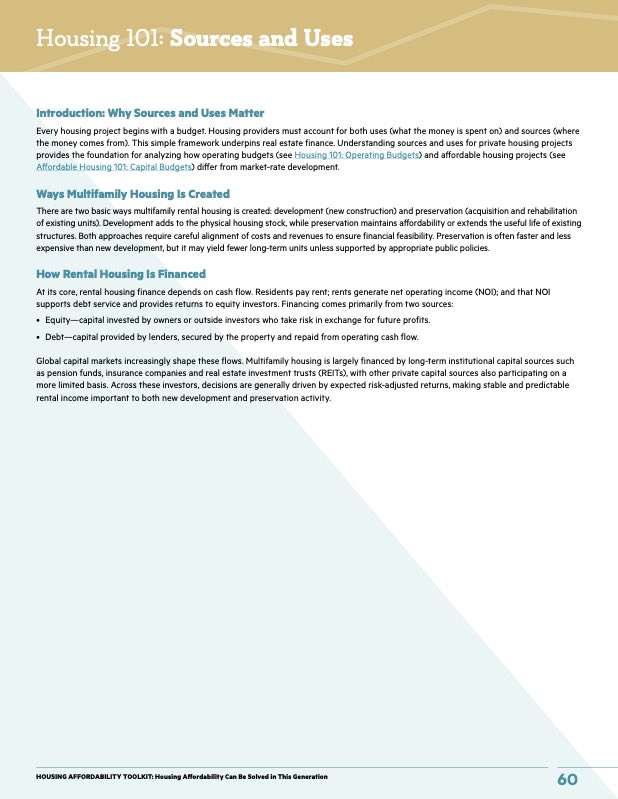 Housing 101: Sources and Uses
Introduction: Why Sources and Uses Matter
Every housing project begins with a budget. Housing providers must account for both uses (what the money is spent on) and sources (where
the money comes from). This simple framework underpins real estate finance. Understanding sources and uses for private housing projects
provides the foundation for analyzing how operating budgets (see Housing 101: Operating Budgets) and affordable housing projects (see
Affordable Housing 101: Capital Budgets) differ from market-rate development.
Ways Multifamily Housing Is Created
There are two basic ways multifamily rental housing is created: development (new construction) and preservation (acquisition and rehabilitation
of existing units). Development adds to the physical housing stock, while preservation maintains affordability or extends the useful life of existing
structures. Both approaches require careful alignment of costs and revenues to ensure financial feasibility. Preservation is often faster and less
expensive than new development, but it may yield fewer long-term units unless supported by appropriate public policies.
How Rental Housing Is Financed
At its core, rental housing finance depends on cash flow. Residents pay rent; rents generate net operating income (NOI); and that NOI
supports debt service and provides returns to equity investors. Financing comes primarily from two sources:
• Equity—capital invested by owners or outside investors who take risk in exchange for future profits.
• Debt—capital provided by lenders, secured by the property and repaid from operating cash flow.
Global capital markets increasingly shape these flows. Multifamily housing is largely financed by long-term institutional capital sources such
as pension funds, insurance companies and real estate investment trusts (REITs), with other private capital sources also participating on a
more limited basis. Across these investors, decisions are generally driven by expected risk-adjusted returns, making stable and predictable
rental income important to both new development and preservation activity.
HOUSING AFFORDABILITY TOOLKIT: Housing Affordability Can Be Solved in This Generation
60